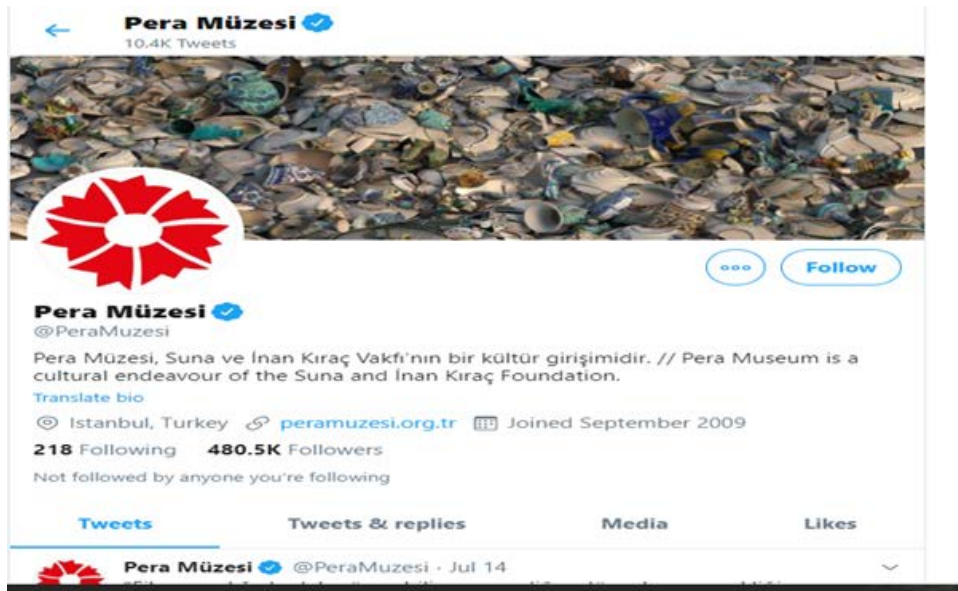 Pera Müzesi
10.4K Tweets
Follow
Pera Müzesi
@PeraMuzesi
Pera Müzesi, Suna ve İnan Kıraç Vakfı'nın bir kültür girişimidir. // Pera Museum is a
cultural endeavour of the Suna and İnan Kıraç Foundation.
Translate bio
Istanbul, Turkey peramuzesi.org.tr Joined September 2009
218 Following 480.5K Followers
Not followed by anyone you're following
Tweets Tweets & replies Media Likes
Pera Müzesi @PeraMuzesi · Jul 14